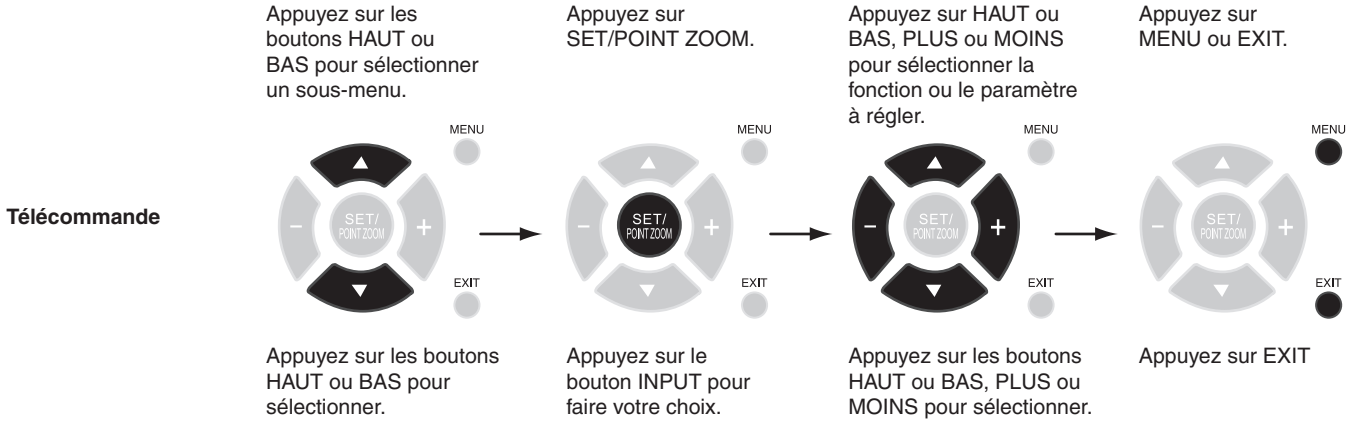 Appuyez sur les
boutons HAUT ou
BAS pour sélectionner
un sous-menu.
Appuyez sur
SET/POINT ZOOM.
Appuyez sur HAUT ou
BAS, PLUS ou MOINS
pour sélectionner la
fonction ou le paramètre
à régler.
Appuyez sur
MENU ou EXIT.
Télécommande
MENU
SET/
POINT ZOOM
EXIT
MENU
SET/
POINT ZOOM
EXIT
MENU
SET/
POINT ZOOM
EXIT
MENU
SET/
POINT ZOOM
EXIT
Appuyez sur les boutons
HAUT ou BAS pour
sélectionner.
Appuyez sur le
bouton INPUT pour
faire votre choix.
Appuyez sur les boutons
HAUT ou BAS, PLUS ou
MOINS pour sélectionner.
Appuyez sur EXIT